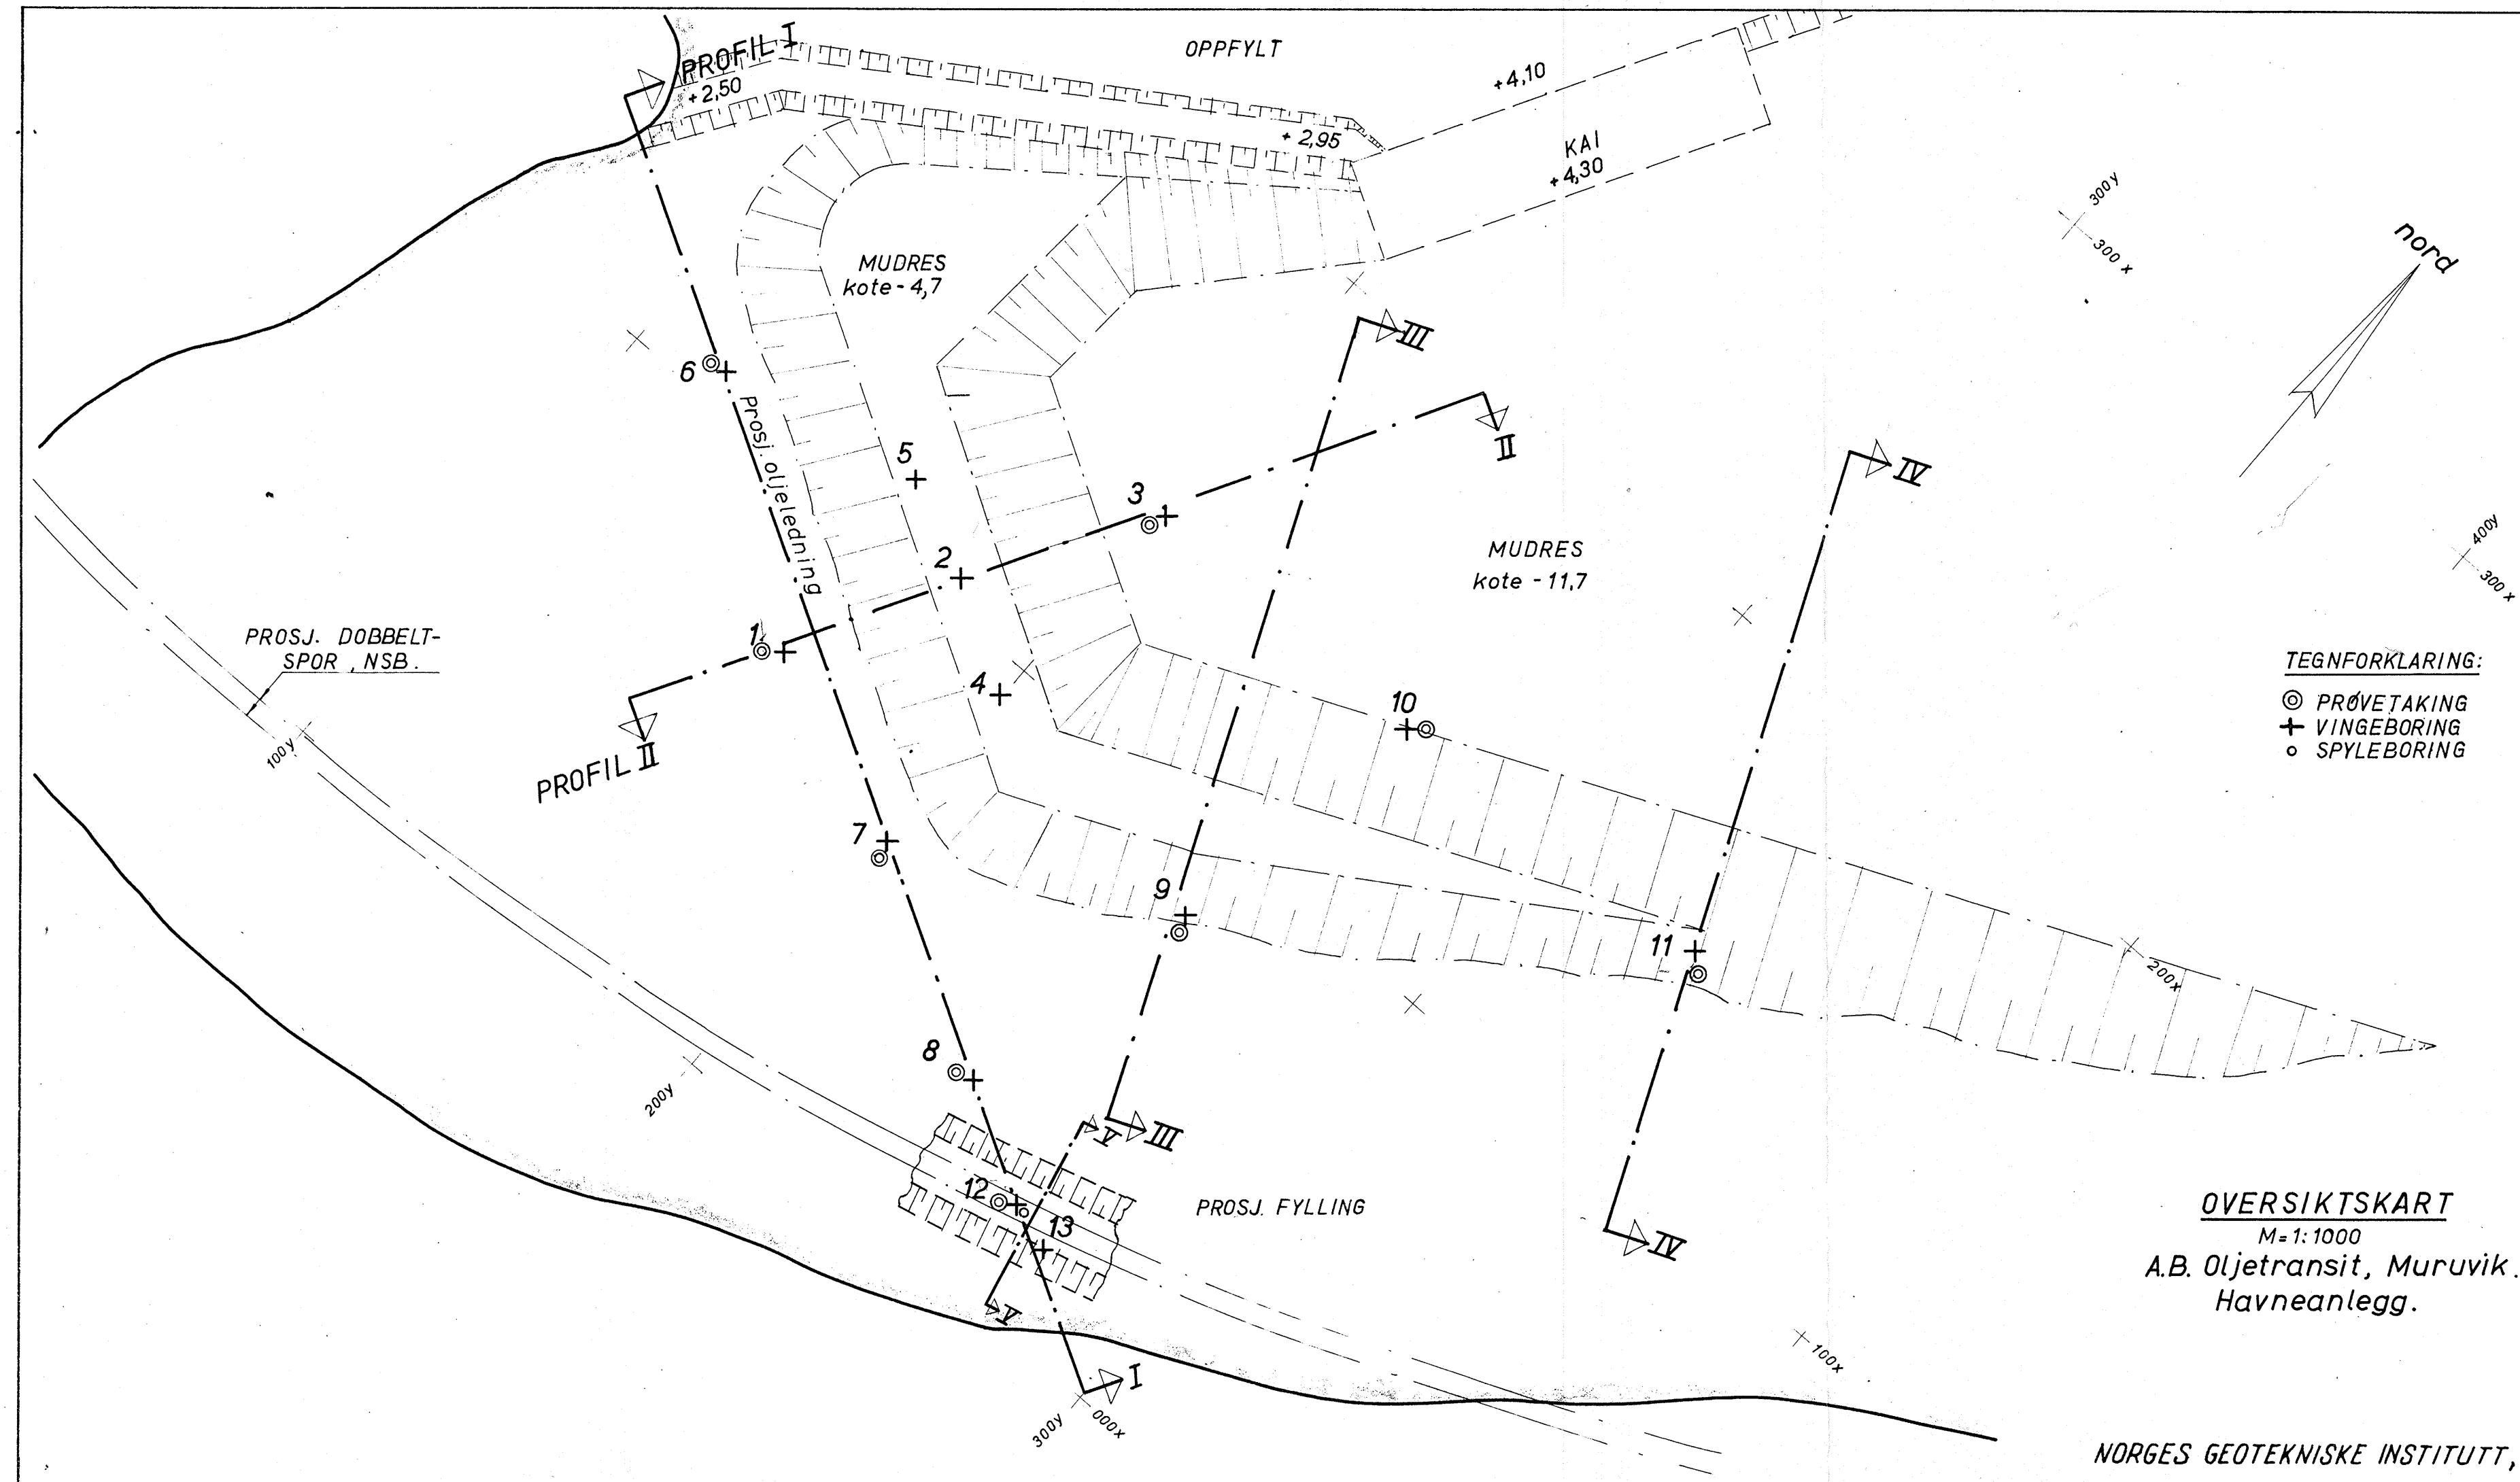 PROFIL I
+2,50
OPPFYLT
+4,10
+ 2,95
KAI
+4,30
MUDRES
kote - 4,7
300y
300 x
nord
III
II
6
Prosj. oljeledning
5
3
2
IV
MUDRES
kote - 11,7
400y
300 x
PROSJ. DOBBELT-
SPOR, NSB.
1
4
10
TEGNFORKLARING:
PRØVETAKING
VINGEBORING
SPYLEBORING
100y
PROFIL II
7
9
11
200x
8
200y
V
III
12
13
PROSJ. FYLLING
IV
V
OVERSIKTSKART
M = 1:1000
A.B. Oljetransit, Muruvik.
Havneanlegg.
100x
I
300y
000x
NORGES GEOTEKNISKE INSTITUTT,